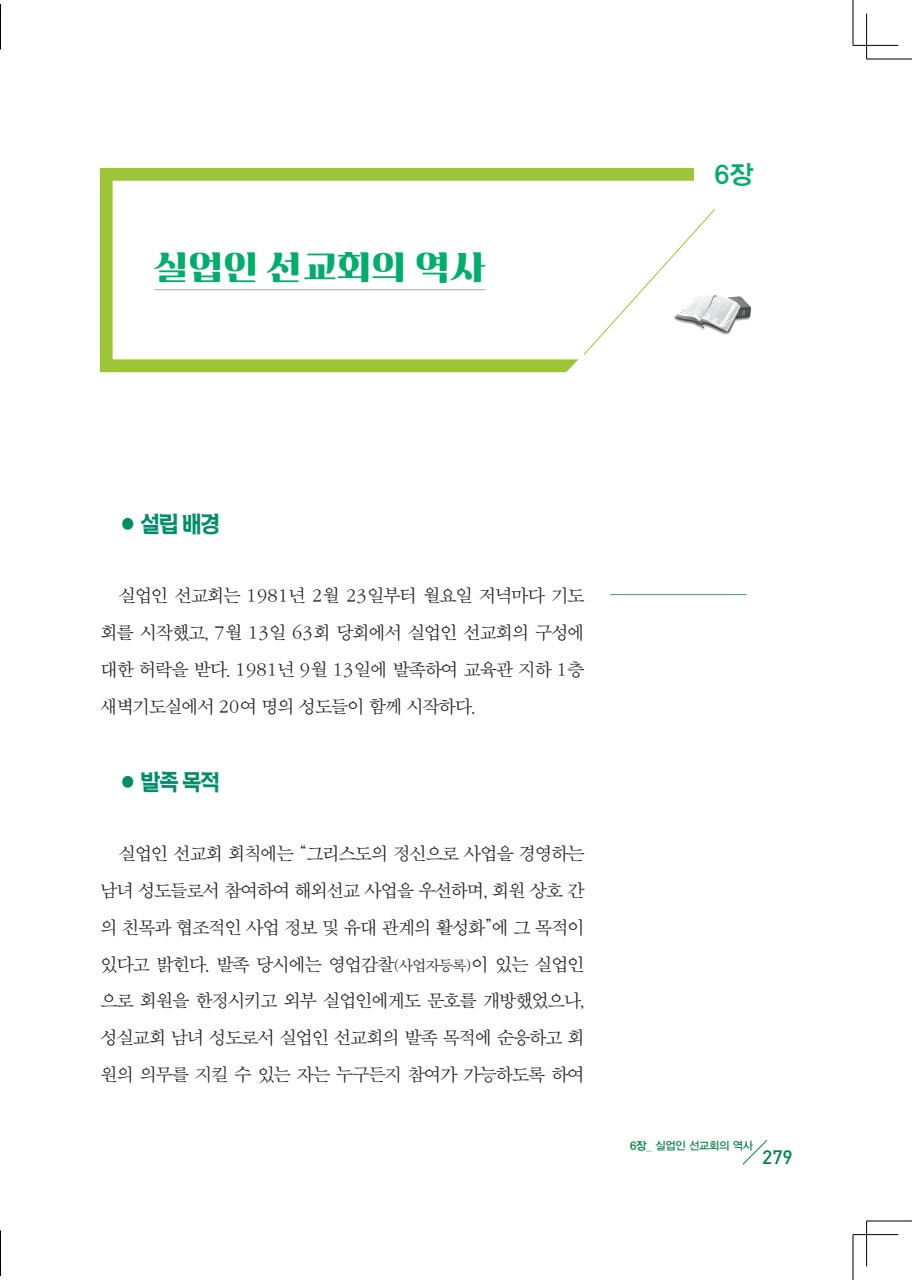 6장
실업인 선교회의 역사
● 설립 배경
실업인 선교회는 1981년 2월 23일부터 월요일 저녁마다 기도
회를 시작했고, 7월 13일 63회 당회에서 실업인 선교회의 구성에
대한 허락을 받다. 1981년 9월 13일에 발족하여 교육관 지하 1층
새벽기도실에서 20여 명의 성도들이 함께 시작하다.
● 발족 목적
실업인 선교회 회칙에는 “그리스도의 정신으로 사업을 경영하는
남녀 성도들로서 참여하여 해외선교 사업을 우선하며, 회원 상호 간
의 친목과 협조적인 사업 정보 및 유대 관계의 활성화”에 그 목적이
있다고 밝힌다. 발족 당시에는 영업감찰(사업자등록)이 있는 실업인
으로 회원을 한정시키고 외부 실업인에게도 문호를 개방했었으나,
성실교회 남녀 성도로서 실업인 선교회의 발족 목적에 순응하고 회
원의 의무를 지킬 수 있는 자는 누구든지 참여가 가능하도록 하여
6장_ 실업인 선교회의 역사
279